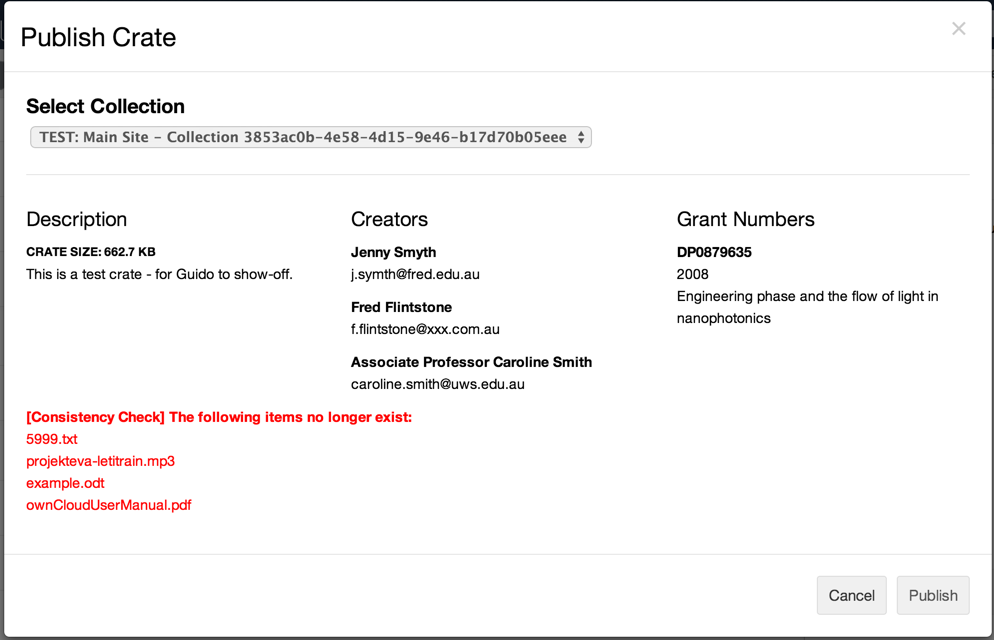 Publish Crate
×
Select Collection
TEST: Main Site – Collection 3853ac0b-4e58-4d15-9e46-b17d70b05eee
Description
CRATE SIZE: 662.7 KB
This is a test crate - for Guido to show-off.
Creators
Jenny Smyth
j.symth@fred.edu.au
Fred Flintstone
f.flintstone@xxx.com.au
Associate Professor Caroline Smith
caroline.smith@uws.edu.au
Grant Numbers
DP0879635
2008
Engineering phase and the flow of light in
nanophotonics
[Consistency Check] The following items no longer exist:
5999.txt
projekteva-letitrain.mp3
example.odt
ownCloudUserManual.pdf
Cancel
Publish